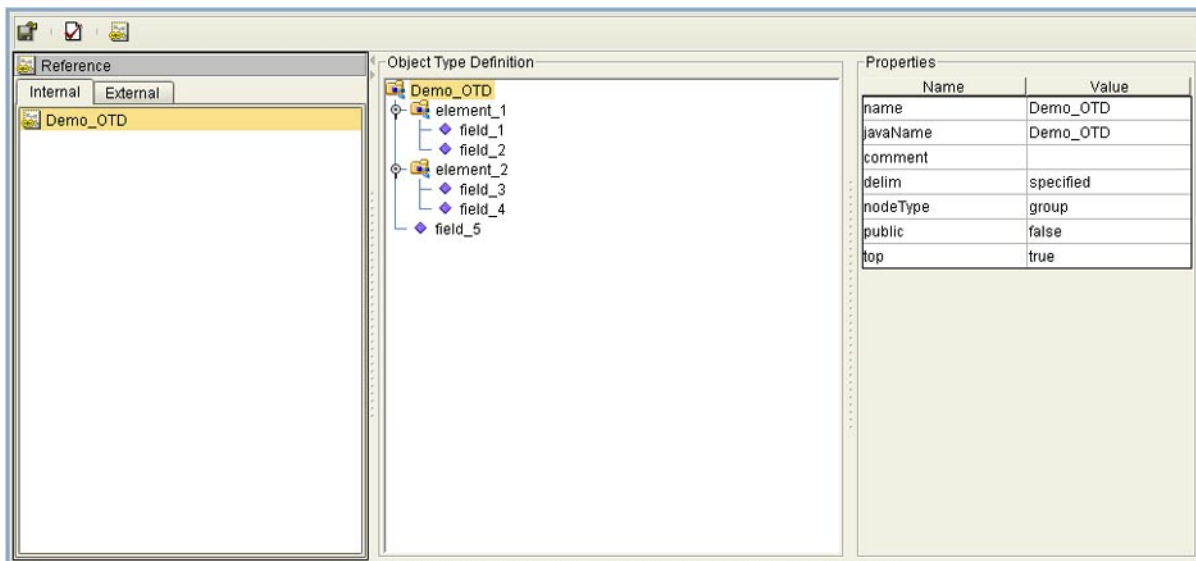 Reference
Internal External
Demo_OTD
Object Type Definition
Demo_OTD
element_1
field_1
field_2
element_2
field_3
field_4
field_5
Properties
Name Value
name Demo_OTD
javaName Demo_OTD
comment
delim specified
nodeType group
public false
top true